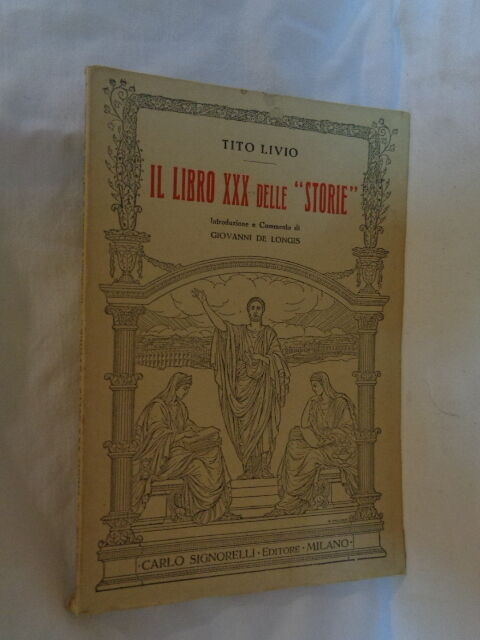 TITO LIVIO
IL LIBRO XXX DELLE "STORIE"
Introduzione e Commento di
GIOVANNI DE LONGIS
·CARLO SIGNORELLI·EDITORE·MILANO·